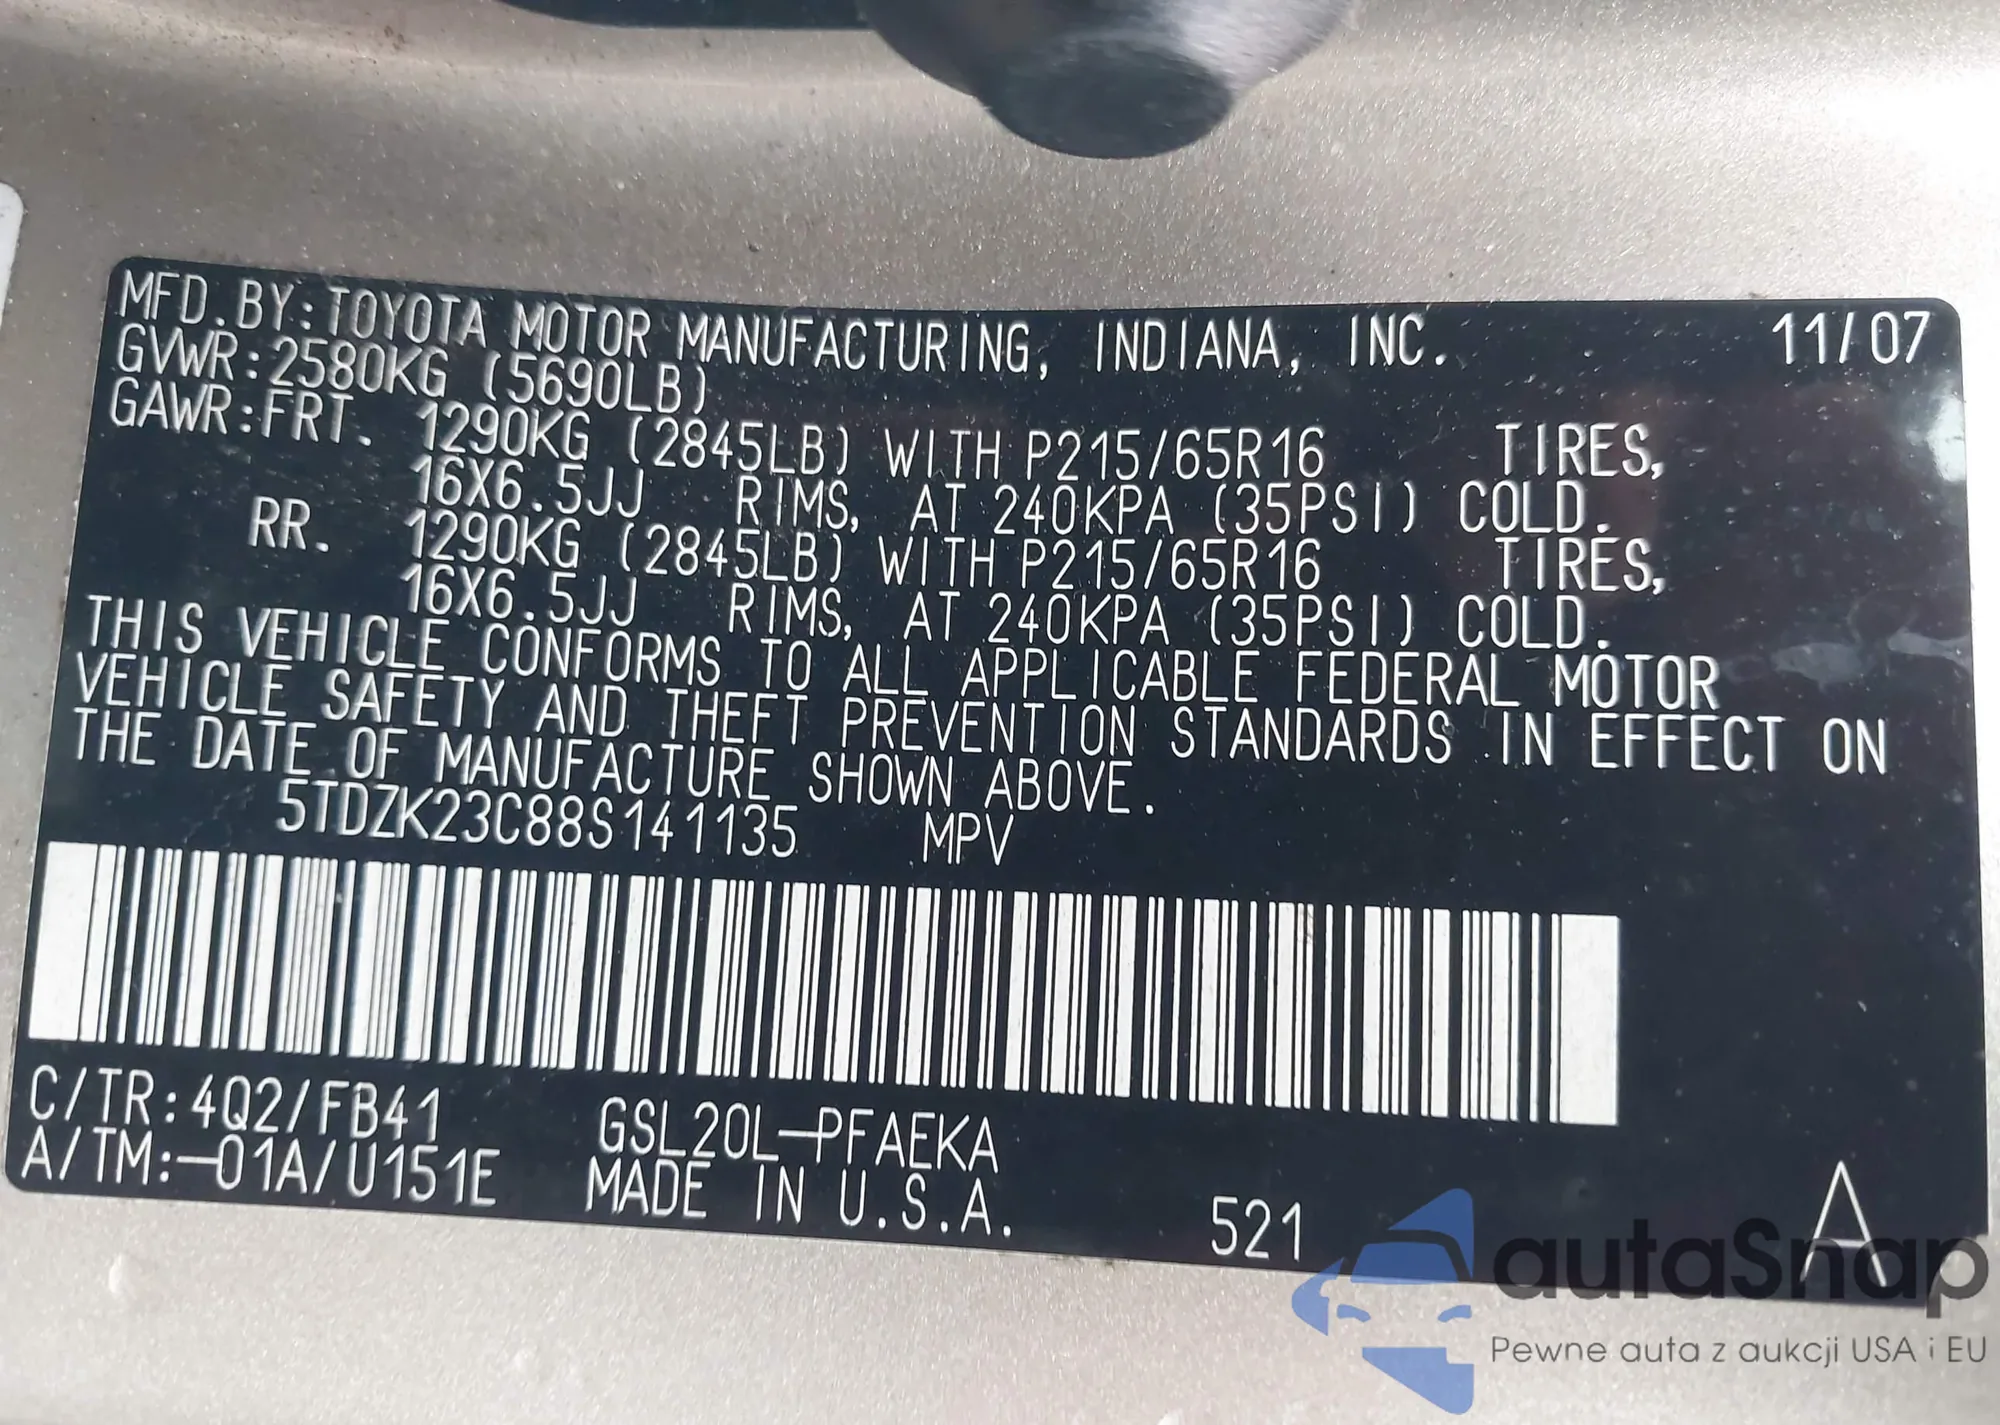 MFD.BY:TOYOTA MOTOR MANUFACTURING, INDIANA, INC. 11/07
GVWR:2580KG (5690LB)
GAWR:FRT. 1290KG (2845LB) WITH P215/65R16 TIRES,
16X6.5JJ RIMS, AT 240KPA (35PSI) COLD.
RR. 1290KG (2845LB) WITH P215/65R16 TIRES,
16X6.5JJ RIMS, AT 240KPA (35PSI) COLD.
THIS VEHICLE CONFORMS TO ALL APPLICABLE FEDERAL MOTOR
VEHICLE SAFETY AND THEFT PREVENTION STANDARDS IN EFFECT ON
THE DATE OF MANUFACTURE SHOWN ABOVE.
5TDZK23C88S141135 MPV
C/TR:4Q2/FB41 GSL20L-PFAEKA
A/TM:-01A/U151E MADE IN U.S.A. 521 A
autaSnap
Pewne auta z aukcji USA i EU